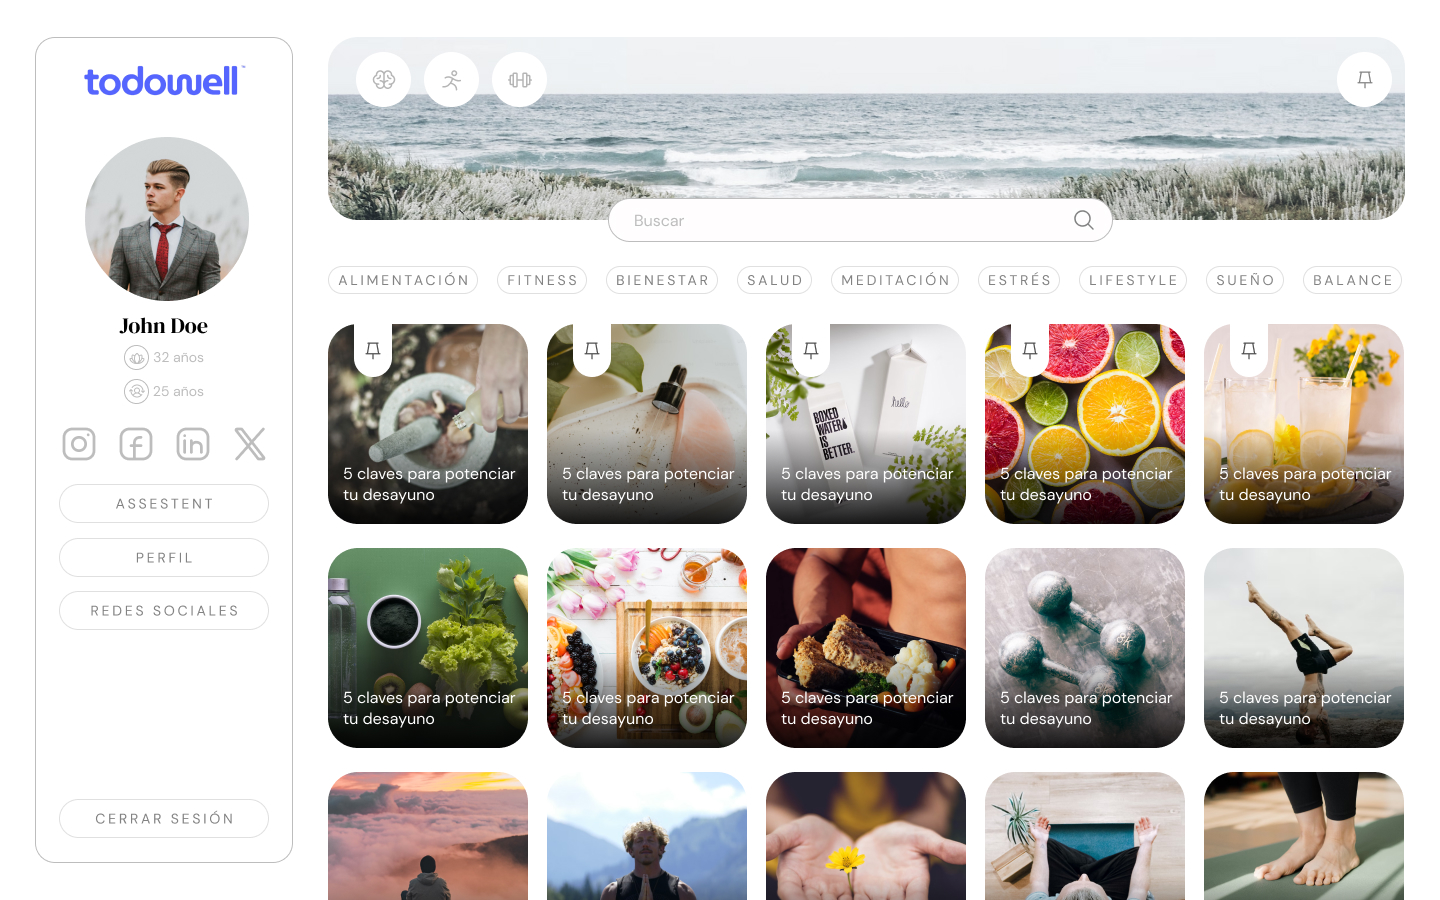 todowell
John Doe
32 años
25 años
ASSESTENT
PERFIL
REDES SOCIALES
CERRAR SESIÓN
Buscar
ALIMENTACIÓN
FITNESS
BIENESTAR
SALUD
MEDITACIÓN
ESTRÉS
LIFESTYLE
SUEÑO
BALANCE
5 claves para potenciar
tu desayuno
5 claves para potenciar
tu desayuno
BOXED
WATER
IS
BETTER.
hello
5 claves para potenciar
tu desayuno
5 claves para potenciar
tu desayuno
5 claves para potenciar
tu desayuno
5 claves para potenciar
tu desayuno
5 claves para potenciar
tu desayuno
5 claves para potenciar
tu desayuno
5 claves para potenciar
tu desayuno
5 claves para potenciar
tu desayuno